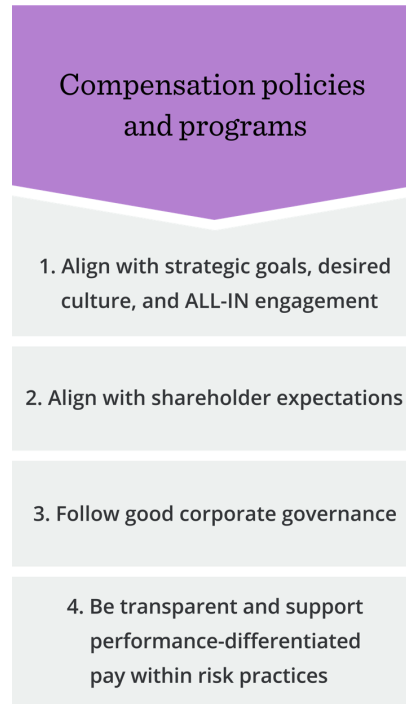 Compensation policies
and programs
1. Align with strategic goals, desired
culture, and ALL-IN engagement
2. Align with shareholder expectations
3. Follow good corporate governance
4. Be transparent and support
performance-differentiated
pay within risk practices